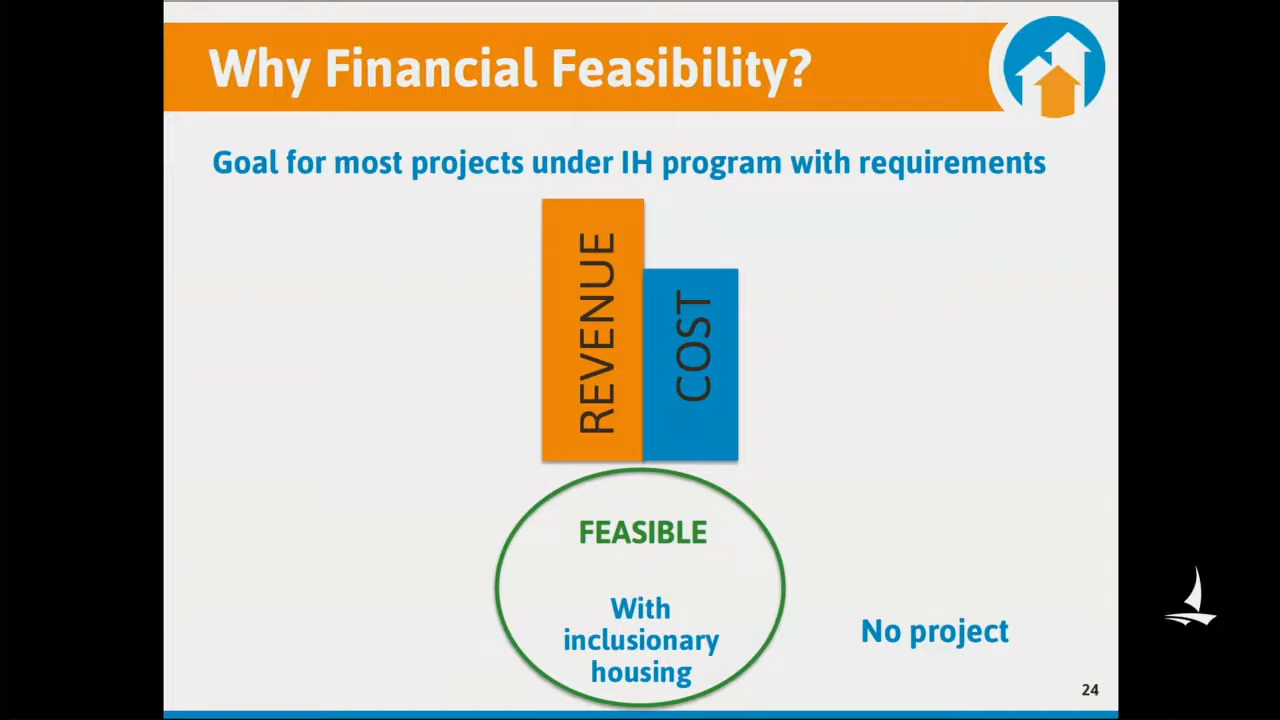 Why Financial Feasibility?
Goal for most projects under IH program with requirements
REVENUE
COST
FEASIBLE
With
inclusionary
housing
No project
24